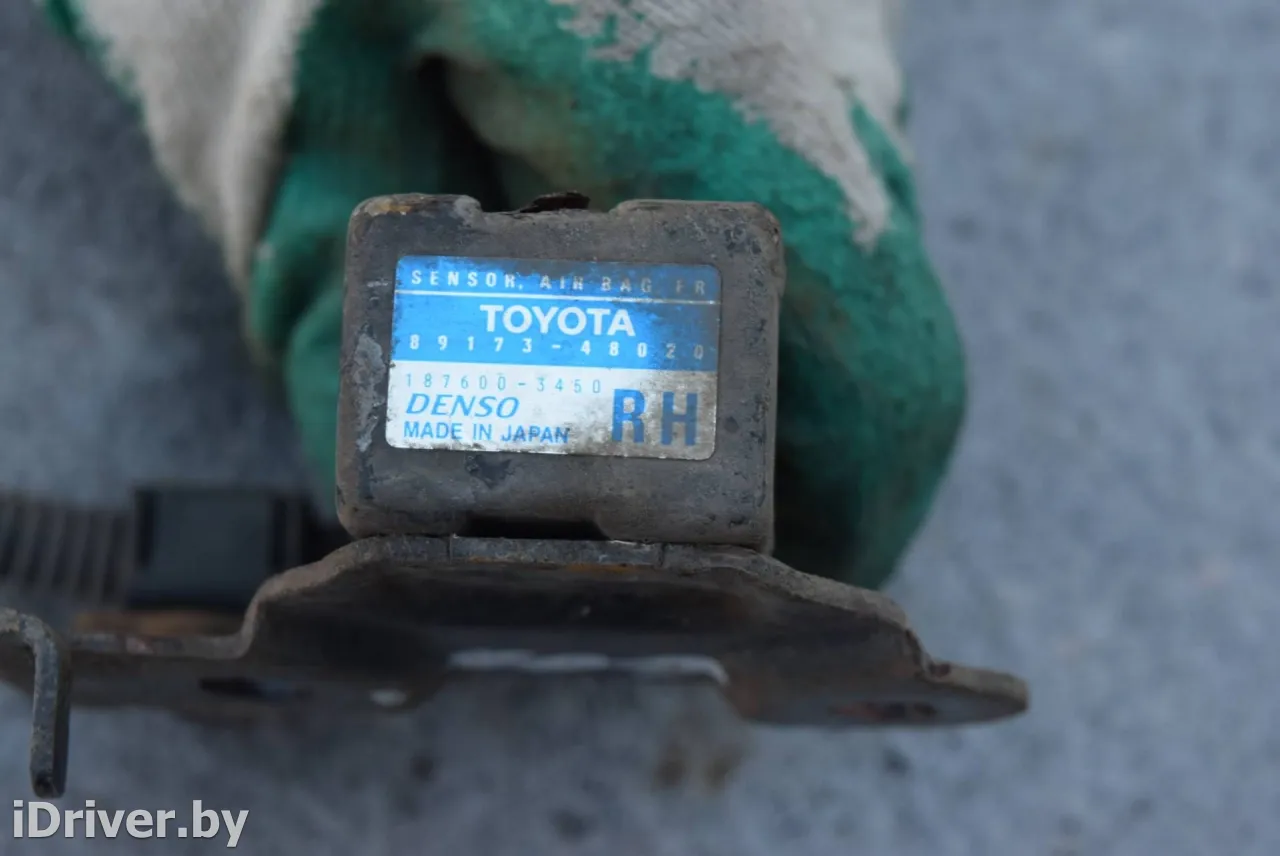 SENSOR, AIR BAG, FR
TOYOTA
89173-48020
187600-3450
DENSO
MADE IN JAPAN
RH
iDriver.by